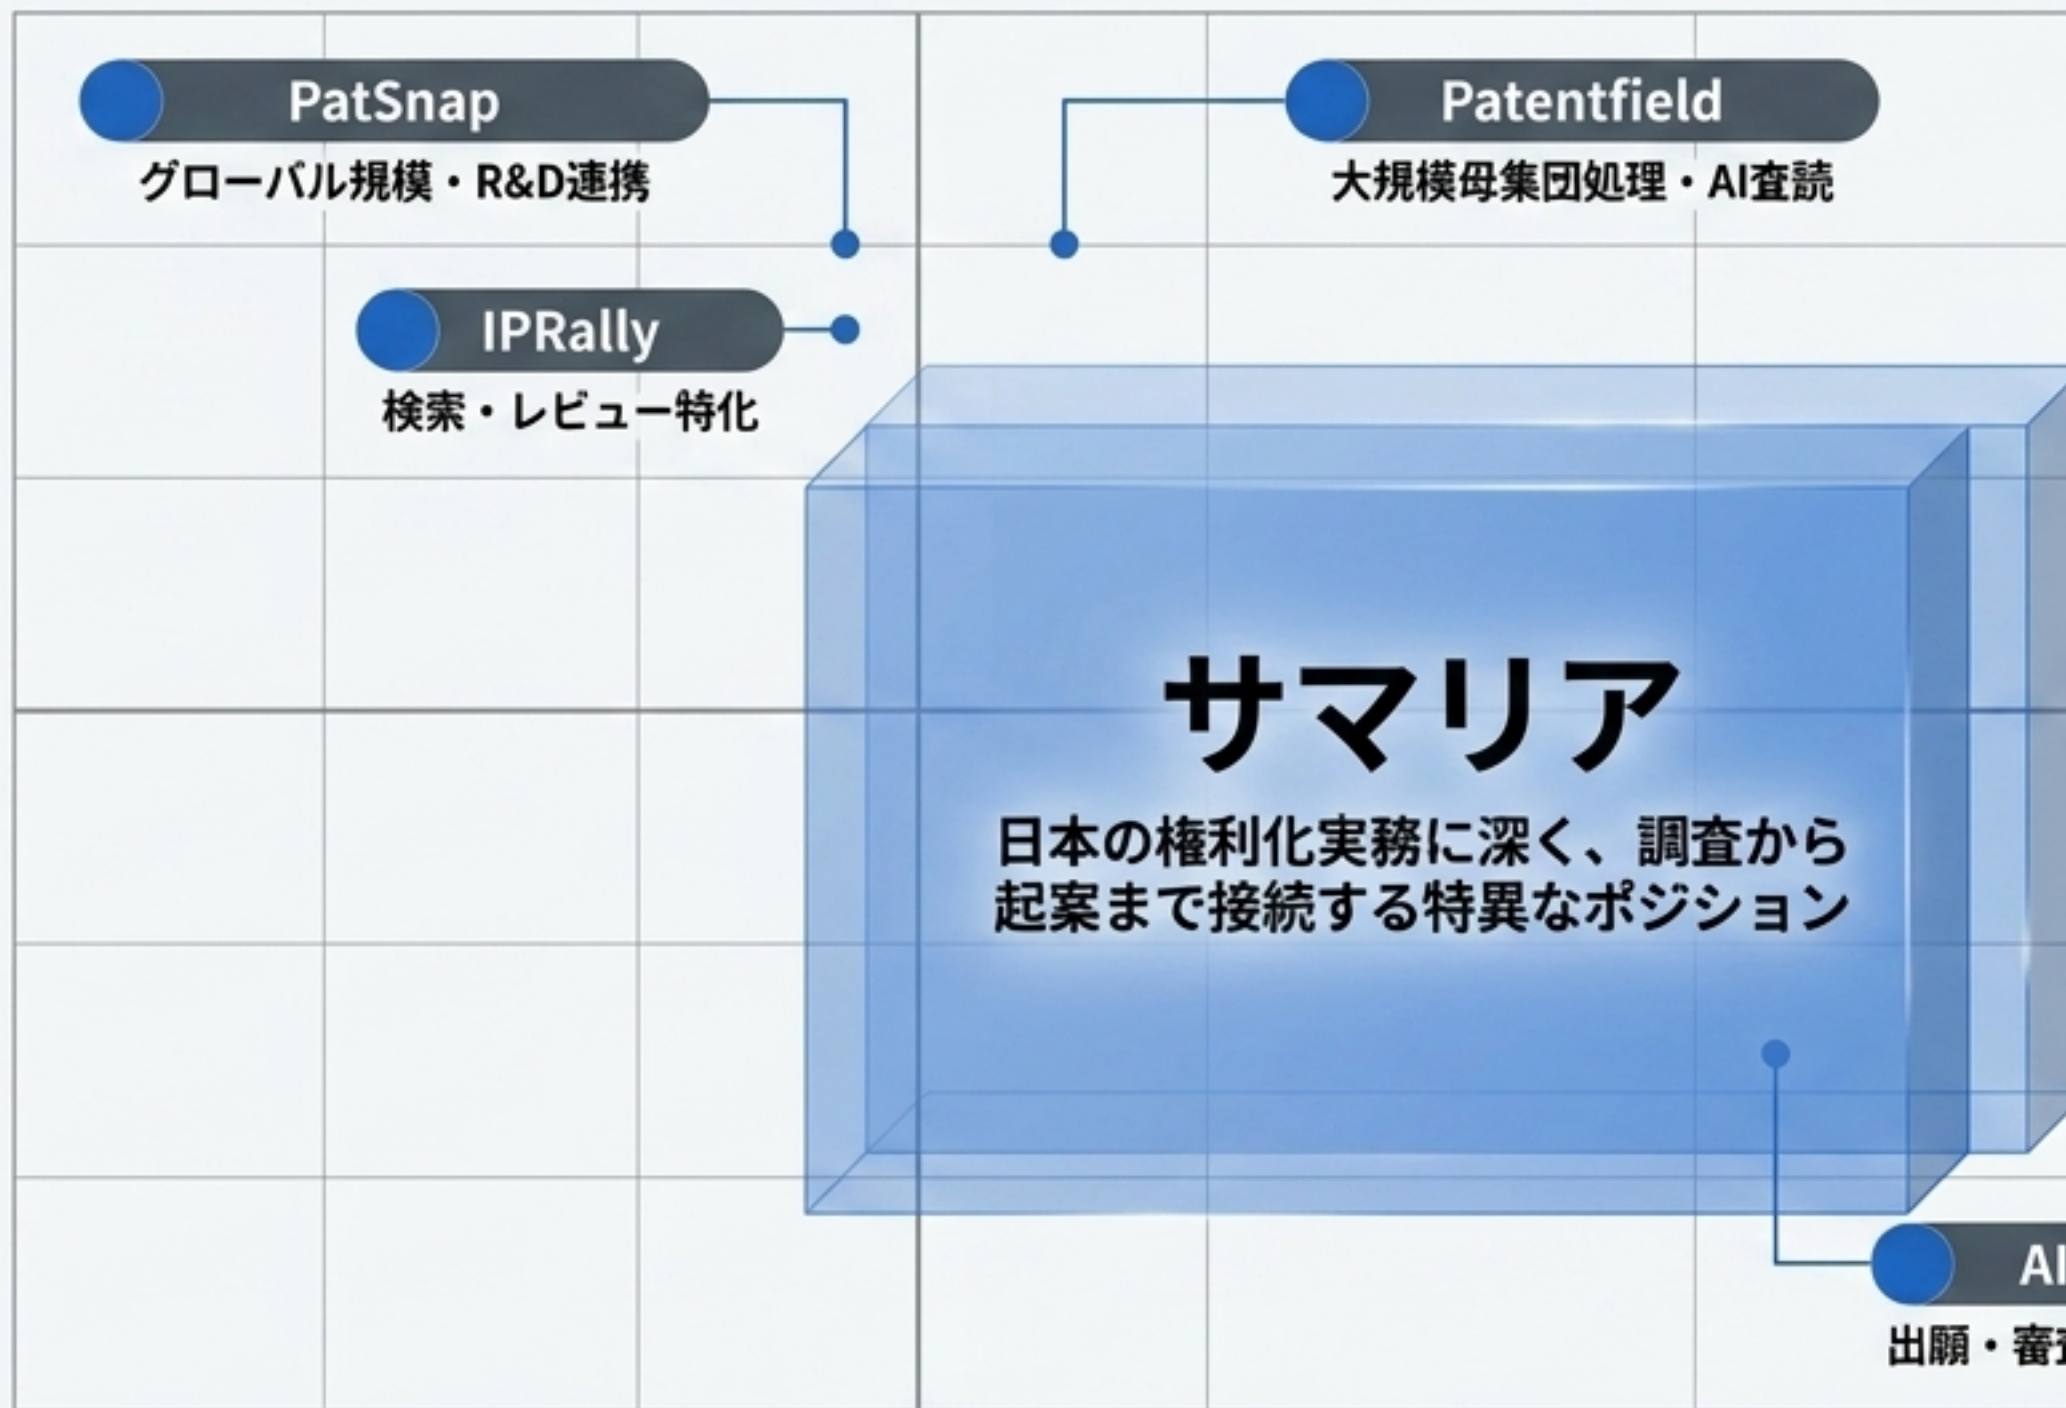 PatSnap
グローバル規模・R&D連携
Patentfield
大規模母集団処理・AI査読
IPRally
検索・レビュー特化
サマリア
日本の権利化実務に深く、調査から
起案まで接続する特異なポジション
AI
出願・審査